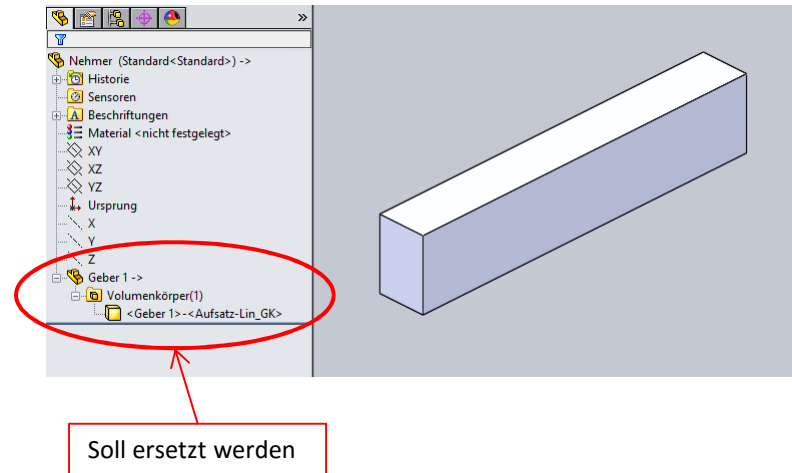 »
Nehmer (Standard<Standard>) ->
Historie
Sensoren
Beschriftungen
Material <nicht festgelegt>
XY
XZ
YZ
Ursprung
X
Y
Z
Geber 1 ->
Volumenkörper(1)
<Geber 1>-<Aufsatz-Lin_GK>
Soll ersetzt werden